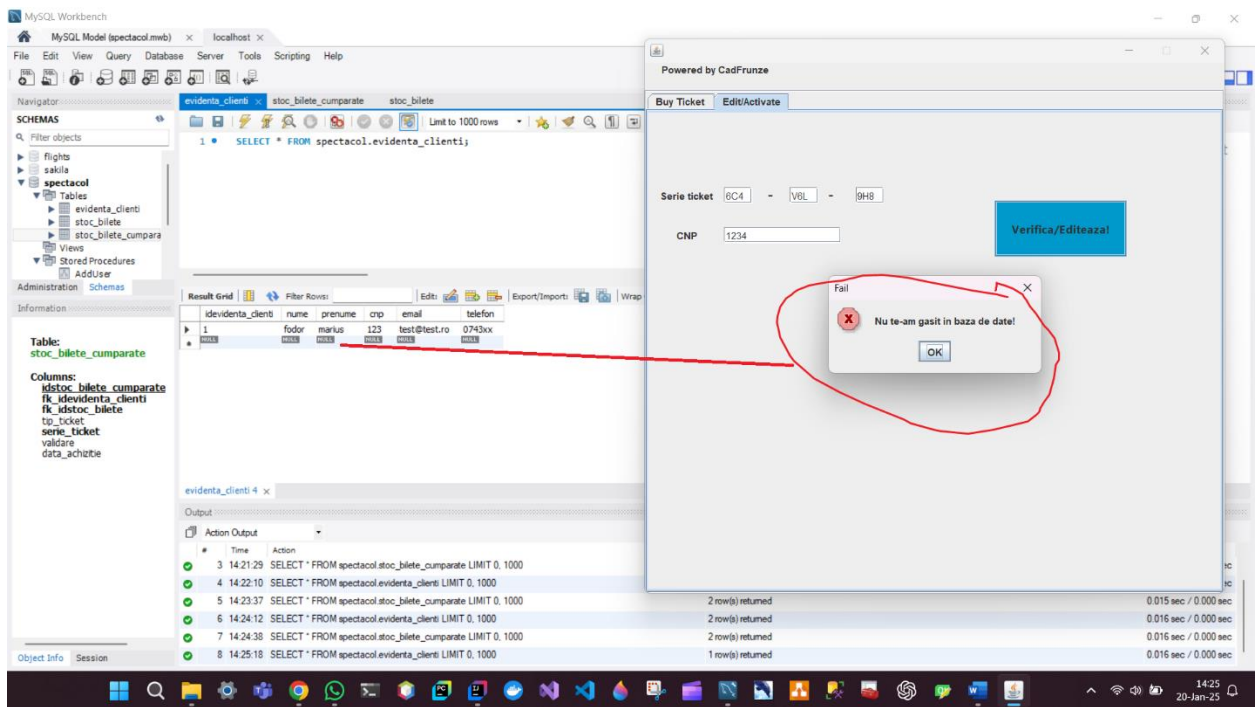 MySQL Workbench
MySQL Model (spectacol.mwb) × localhost ×
File Edit View Query Database Server Tools Scripting Help
Navigator
SCHEMAS
Filter objects
flights
sakila
spectacol
Tables
evidenta_clienti
stoc_bilete
stoc_bilete_cumpara
Views
Stored Procedures
AddUser
Administration Schemas
Information
Table:
stoc_bilete_cumparate
Columns:
idstoc_bilete_cumparate
fk_idevidenta_clienti
fk_idstoc_bilete
tip_ticket
serie_ticket
validare
data_achizitie
Object Info Session
evidenta_clienti × stoc_bilete_cumparate stoc_bilete
Limit to 1000 rows
1 SELECT * FROM spectacol.evidenta_clienti;
Result Grid Filter Rows: Edit: Export/Import: Wrap
idevidenta_clienti nume prenume cnp email telefon
1 fodor marius 123 test@test.ro 0743xx
NULL NULL NULL NULL NULL NULL
evidenta_clienti 4 ×
Output
Action Output
# Time Action
3 14:21:29 SELECT * FROM spectacol.stoc_bilete_cumparate LIMIT 0, 1000
4 14:22:10 SELECT * FROM spectacol.evidenta_clienti LIMIT 0, 1000
5 14:23:37 SELECT * FROM spectacol.stoc_bilete_cumparate LIMIT 0, 1000 2 row(s) returned 0.015 sec / 0.000 sec
6 14:24:12 SELECT * FROM spectacol.evidenta_clienti LIMIT 0, 1000 2 row(s) returned 0.016 sec / 0.000 sec
7 14:24:38 SELECT * FROM spectacol.stoc_bilete_cumparate LIMIT 0, 1000 2 row(s) returned 0.016 sec / 0.000 sec
8 14:25:18 SELECT * FROM spectacol.evidenta_clienti LIMIT 0, 1000 1 row(s) returned 0.016 sec / 0.000 sec
Powered by CadFrunze
Buy Ticket Edit/Activate
Serie ticket 6C4 - V6L - 9H8
CNP 1234
Verifica/Editeaza!
Fail
Nu te-am gasit in baza de date!
OK
14:25
20-Jan-25